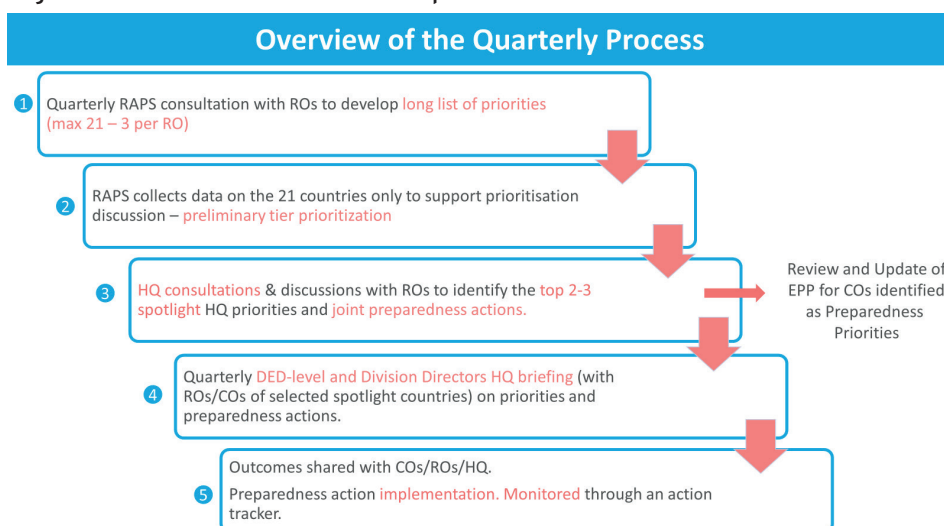 Overview of the Quarterly Process
1
Quarterly RAPS consultation with ROs to develop long list of priorities
(max 21 – 3 per RO)
2
RAPS collects data on the 21 countries only to support prioritisation
discussion – preliminary tier prioritization
3
HQ consultations & discussions with ROs to identify the top 2-3
spotlight HQ priorities and joint preparedness actions.
Review and Update of
EPP for COs identified
as Preparedness
Priorities
4
Quarterly DED-level and Division Directors HQ briefing (with
ROs/COs of selected spotlight countries) on priorities and
preparedness actions.
5
Outcomes shared with COs/ROs/HQ.
Preparedness action implementation. Monitored through an action
tracker.